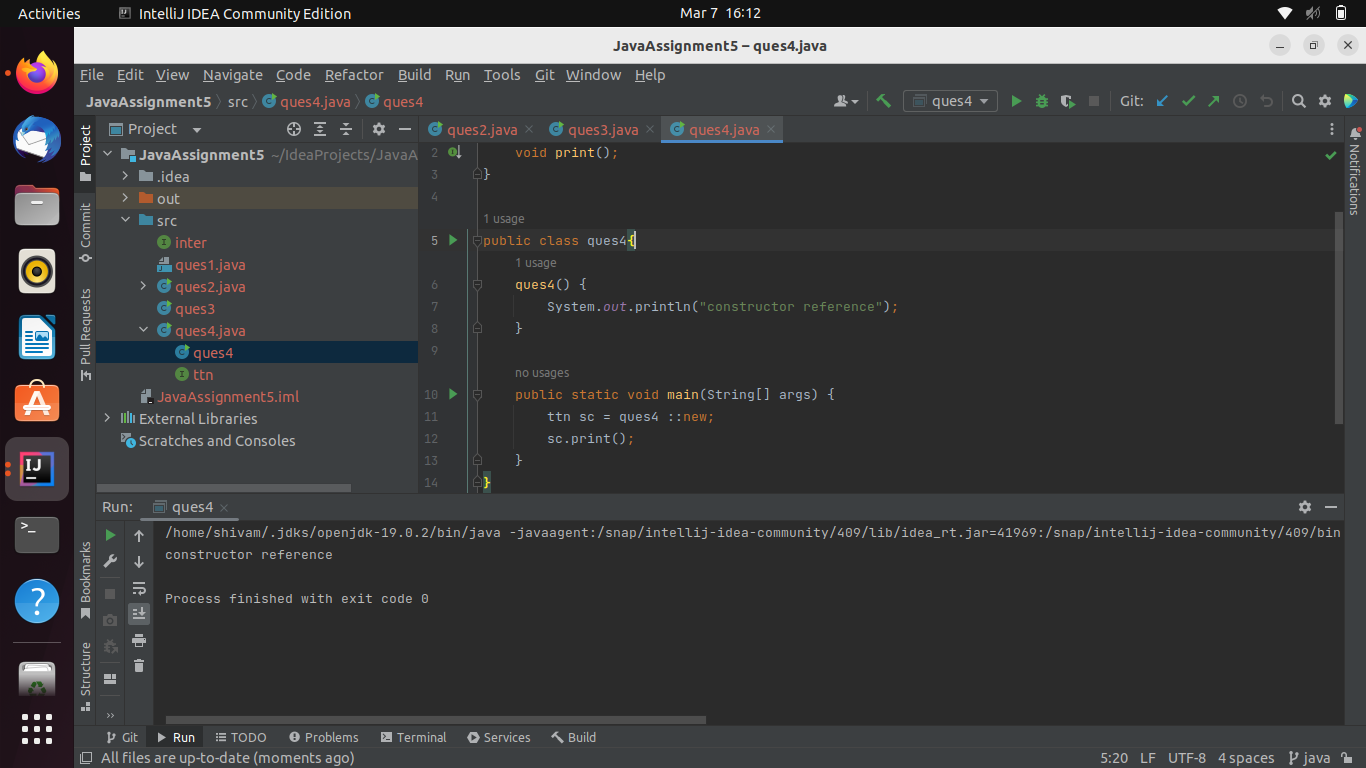 Activities IntelliJ IDEA Community Edition Mar 7 16:12
JavaAssignment5 – ques4.java
File Edit View Navigate Code Refactor Build Run Tools Git Window Help
JavaAssignment5 src ques4.java ques4 ques4 Git:
Project ques2.java ques3.java ques4.java
JavaAssignment5 ~/IdeaProjects/JavaA
.idea
out
src
inter
ques1.java
ques2.java
ques3
ques4.java
ques4
ttn
JavaAssignment5.iml
External Libraries
Scratches and Consoles
Project
Commit
Pull Requests
Bookmarks
Structure
Notifications
2 void print();
3 }
4
1 usage
5 public class ques4{
1 usage
6 ques4() {
7 System.out.println("constructor reference");
8 }
9
no usages
10 public static void main(String[] args) {
11 ttn sc = ques4 ::new;
12 sc.print();
13 }
14 }
Run: ques4
/home/shivam/.jdks/openjdk-19.0.2/bin/java -javaagent:/snap/intellij-idea-community/409/lib/idea_rt.jar=41969:/snap/intellij-idea-community/409/bin
constructor reference
Process finished with exit code 0
Git Run TODO Problems Terminal Services Build
All files are up-to-date (moments ago) 5:20 LF UTF-8 4 spaces java